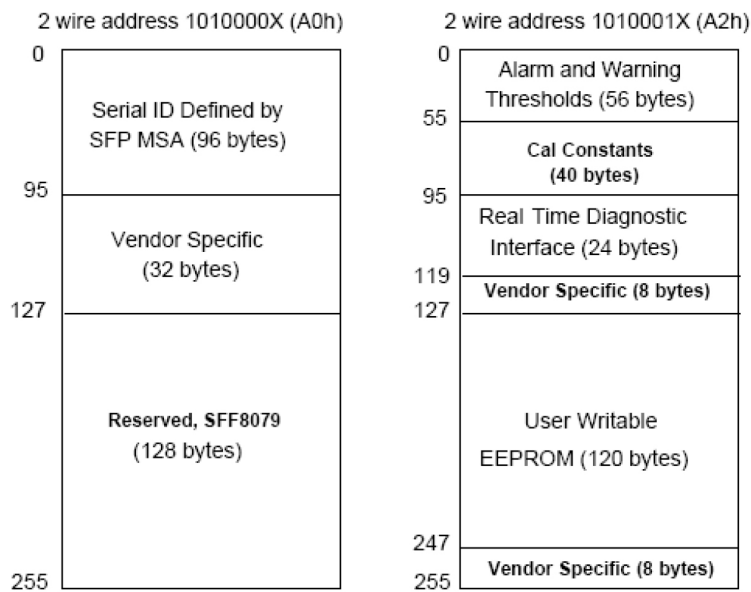 2 wire address 1010000X (A0h)
0
Serial ID Defined by
SFP MSA (96 bytes)
95
Vendor Specific
(32 bytes)
127
Reserved, SFF8079
(128 bytes)
255
2 wire address 1010001X (A2h)
0
Alarm and Warning
Thresholds (56 bytes)
55
Cal Constants
(40 bytes)
95
Real Time Diagnostic
Interface (24 bytes)
119
Vendor Specific (8 bytes)
127
User Writable
EEPROM (120 bytes)
247
Vendor Specific (8 bytes)
255